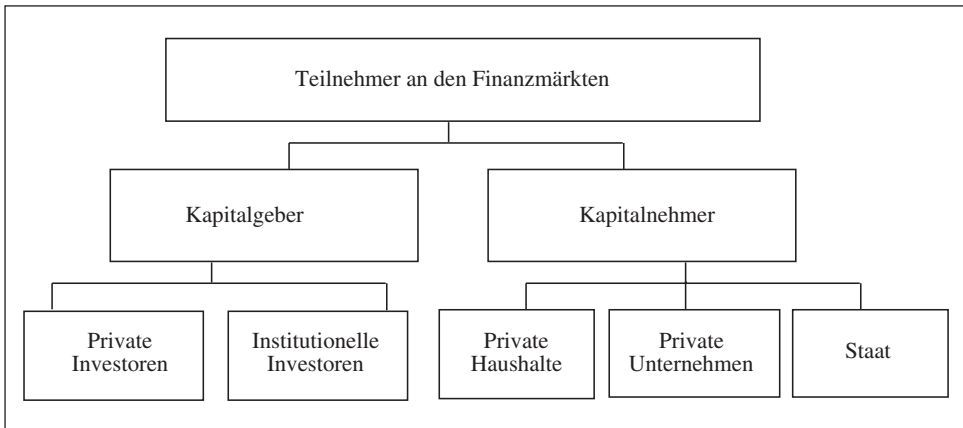 Teilnehmer an den Finanzmärkten
Kapitalgeber
Kapitalnehmer
Private
Investoren
Institutionelle
Investoren
Private
Haushalte
Private
Unternehmen
Staat